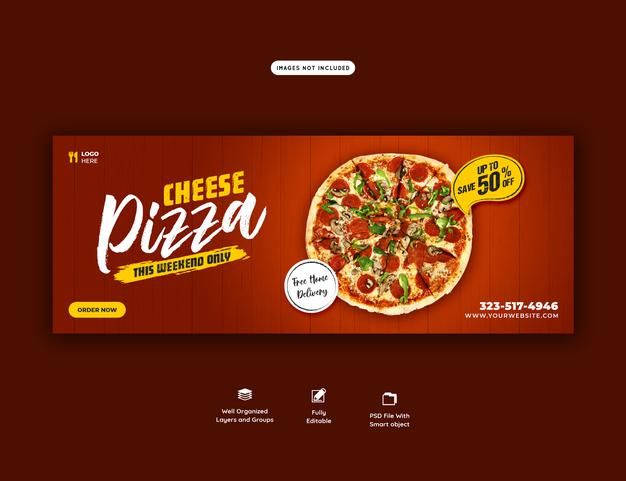 IMAGES NOT INCLUDED
LOGO
HERE
CHEESE
Pizza
THIS WEEKEND ONLY
ORDER NOW
UP TO
SAVE 50% OFF
Free Home
Delivery
323-517-4946
WWW.YOURWEBSITE.COM
Well Organized
Layers and Groups
Fully
Editable
PSD File With
Smart object